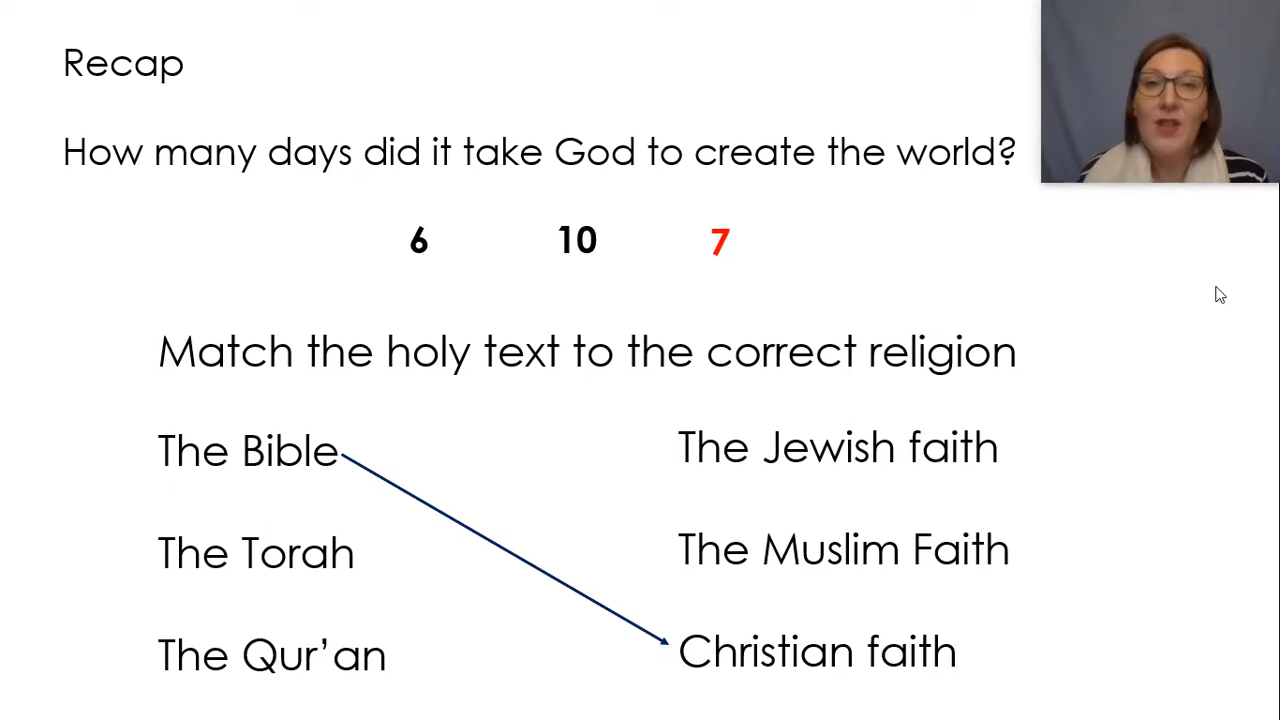 Recap
How many days did it take God to create the world?
6 10 7
Match the holy text to the correct religion
The Bible The Jewish faith
The Torah The Muslim Faith
The Qur’an Christian faith